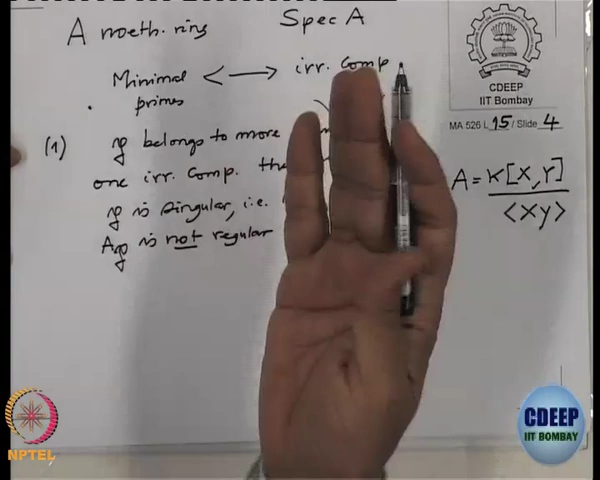 A noeth. ring Spec A
Minimal ⟷ irr. comp
primes
(1) 𝔭 belongs to more
one irr. comp. the
𝔭 is singular, i.e.
A𝔭 is not regular
A = K[X, Y]
<XY>
CDEEP
IIT Bombay
MA 526 L 15 / Slide 4
NPTEL
CDEEP
IIT BOMBAY